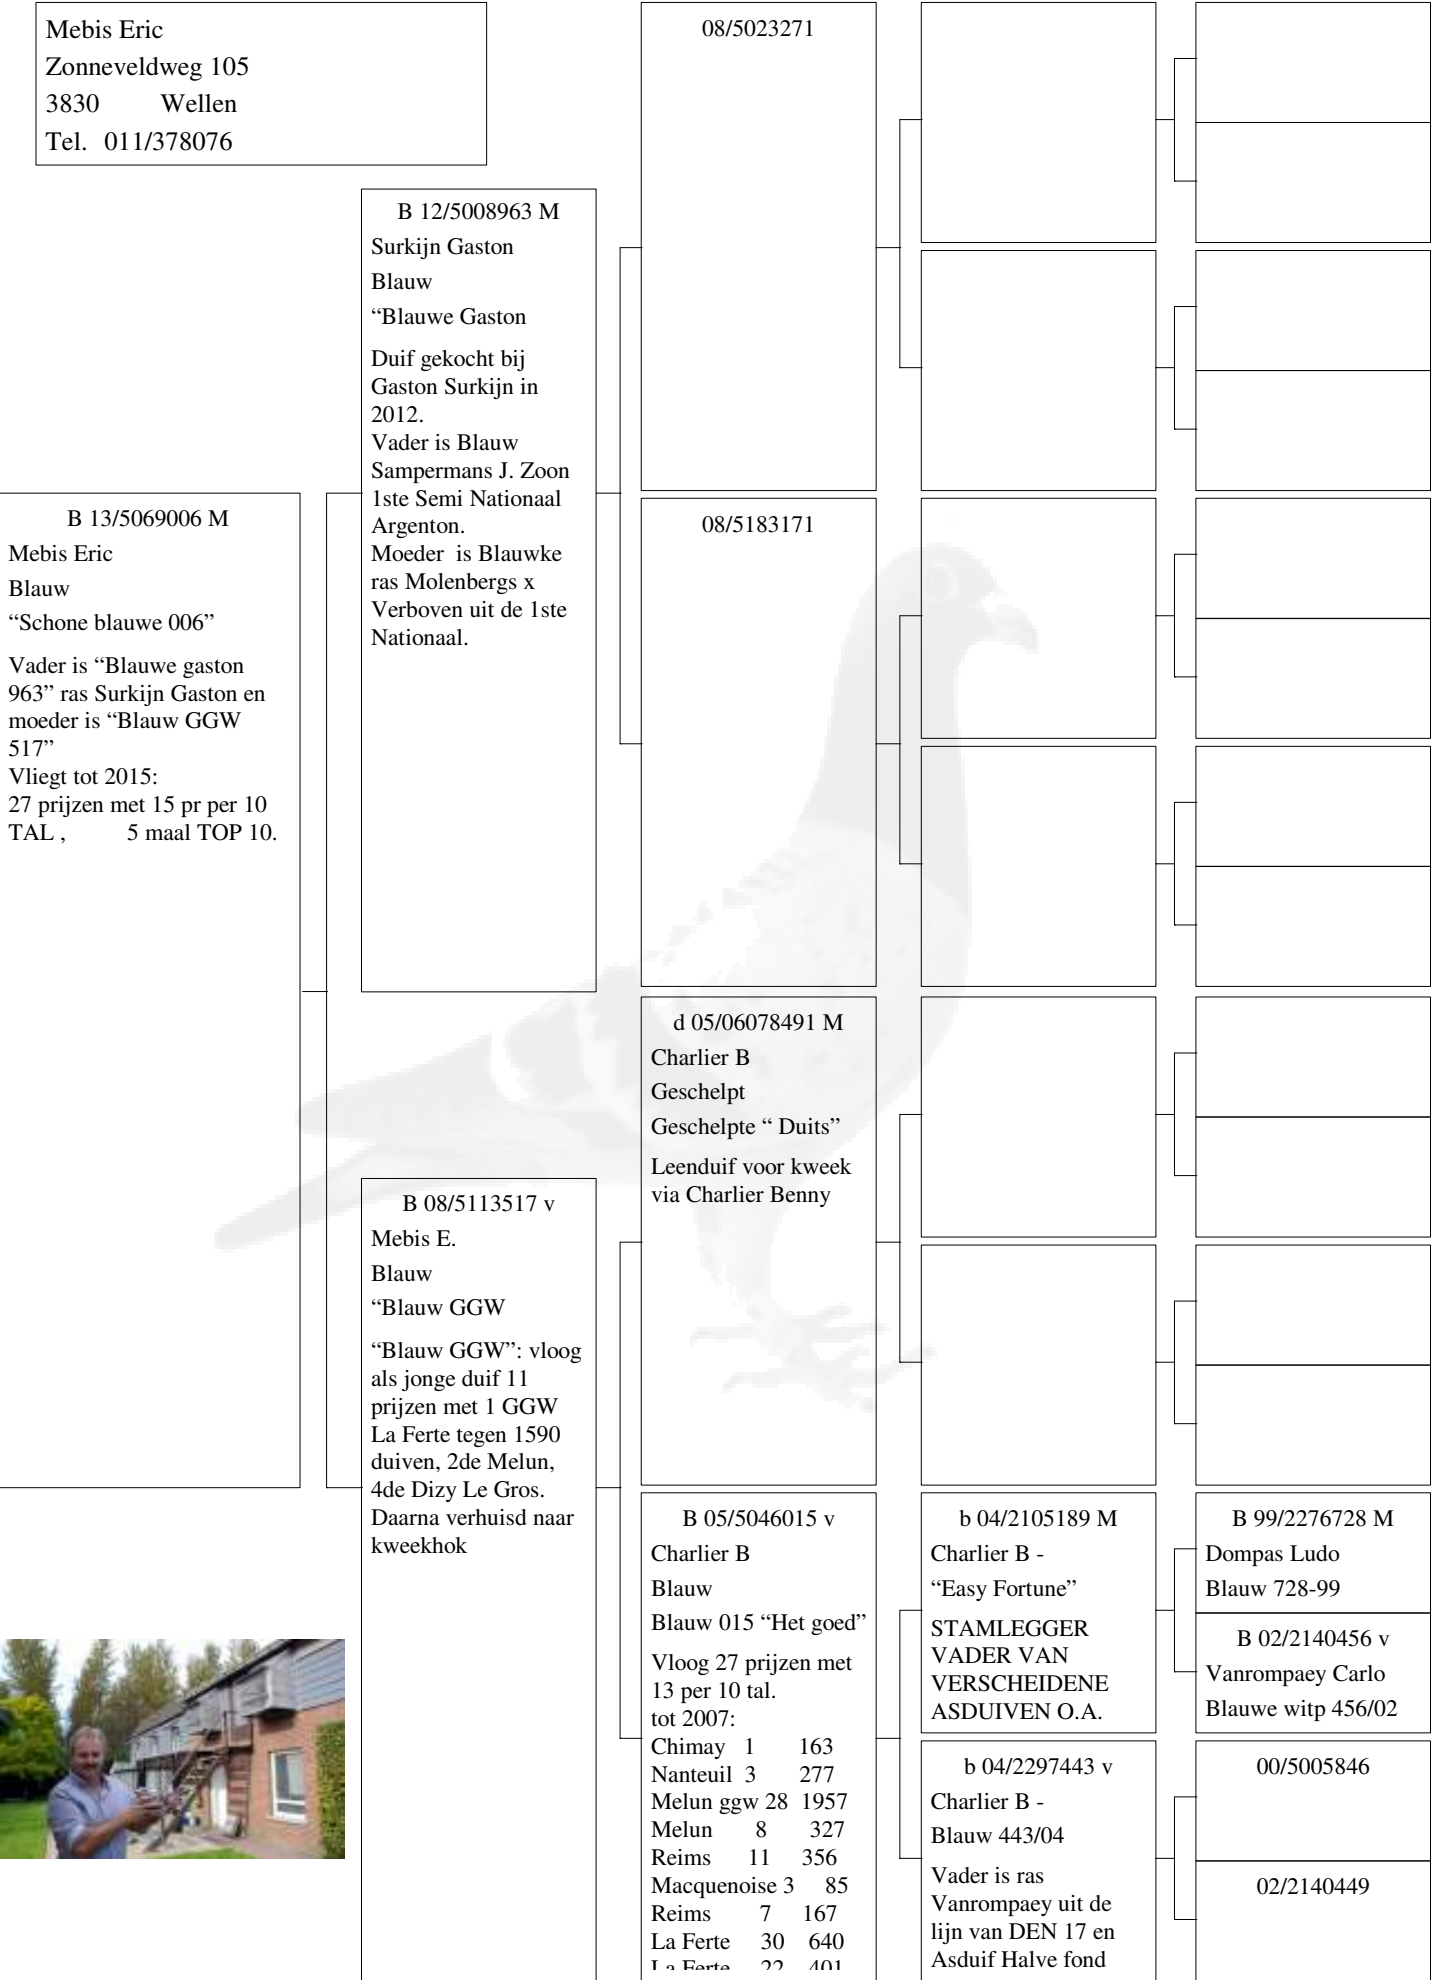 Mebis Eric
Zonneveldweg 105
3830 Wellen
Tel. 011/378076
B 13/5069006 M
Mebis Eric
Blauw
“Schone blauwe 006”
Vader is “Blauwe gaston
963” ras Surkijn Gaston en
moeder is “Blauw GGW
517”
Vliegt tot 2015:
27 prijzen met 15 pr per 10
TAL , 5 maal TOP 10.
B 12/5008963 M
Surkijn Gaston
Blauw
“Blauwe Gaston
Duif gekocht bij
Gaston Surkijn in
2012.
Vader is Blauw
Sampermans J. Zoon
1ste Semi Nationaal
Argenton.
Moeder is Blauwke
ras Molenbergs x
Verboven uit de 1ste
Nationaal.
B 08/5113517 v
Mebis E.
Blauw
“Blauw GGW
“Blauw GGW”: vloog
als jonge duif 11
prijzen met 1 GGW
La Ferte tegen 1590
duiven, 2de Melun,
4de Dizy Le Gros.
Daarna verhuisd naar
kweekhok
08/5023271
08/5183171
d 05/06078491 M
Charlier B
Geschelpt
Geschelpte “ Duits”
Leenduif voor kweek
via Charlier Benny
B 05/5046015 v
Charlier B
Blauw
Blauw 015 “Het goed”
Vloog 27 prijzen met
13 per 10 tal.
tot 2007:
Chimay 1 163
Nanteuil 3 277
Melun ggw 28 1957
Melun 8 327
Reims 11 356
Macquenoise 3 85
Reims 7 167
La Ferte 30 640
La Ferte 22 401
b 04/2105189 M
Charlier B -
“Easy Fortune”
STAMLEGGER
VADER VAN
VERSCHEIDENE
ASDUIVEN O.A.
b 04/2297443 v
Charlier B -
Blauw 443/04
Vader is ras
Vanrompaey uit de
lijn van DEN 17 en
Asduif Halve fond
B 99/2276728 M
Dompas Ludo
Blauw 728-99
B 02/2140456 v
Vanrompaey Carlo
Blauwe witp 456/02
00/5005846
02/2140449